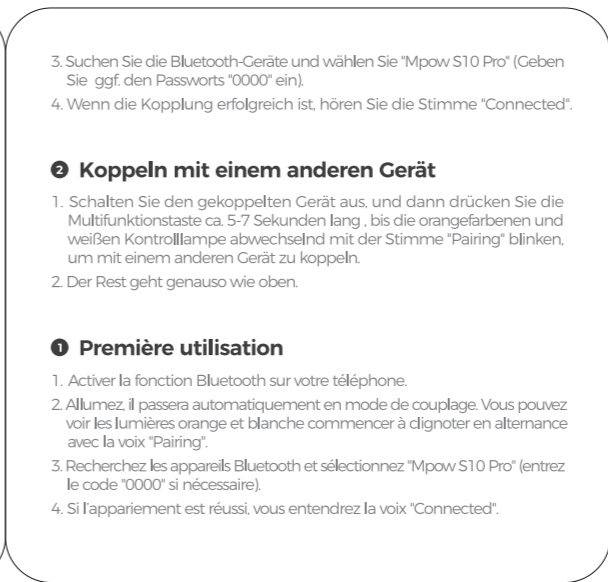 3. Suchen Sie die Bluetooth-Geräte und wählen Sie "Mpow S10 Pro" (Geben
Sie ggf. den Passworts "0000" ein).
4. Wenn die Kopplung erfolgreich ist, hören Sie die Stimme "Connected".
❷ Koppeln mit einem anderen Gerät
1. Schalten Sie den gekoppelten Gerät aus, und dann drücken Sie die
Multifunktionstaste ca. 5-7 Sekunden lang , bis die orangefarbenen und
weißen Kontrolllampe abwechselnd mit der Stimme "Pairing" blinken,
um mit einem anderen Gerät zu koppeln.
2. Der Rest geht genauso wie oben.
❶ Première utilisation
1. Activer la fonction Bluetooth sur votre téléphone.
2. Allumez, il passera automatiquement en mode de couplage. Vous pouvez
voir les lumières orange et blanche commencer à clignoter en alternance
avec la voix "Pairing".
3. Recherchez les appareils Bluetooth et sélectionnez "Mpow S10 Pro" (entrez
le code "0000" si nécessaire).
4. Si l'appariement est réussi, vous entendrez la voix "Connected".